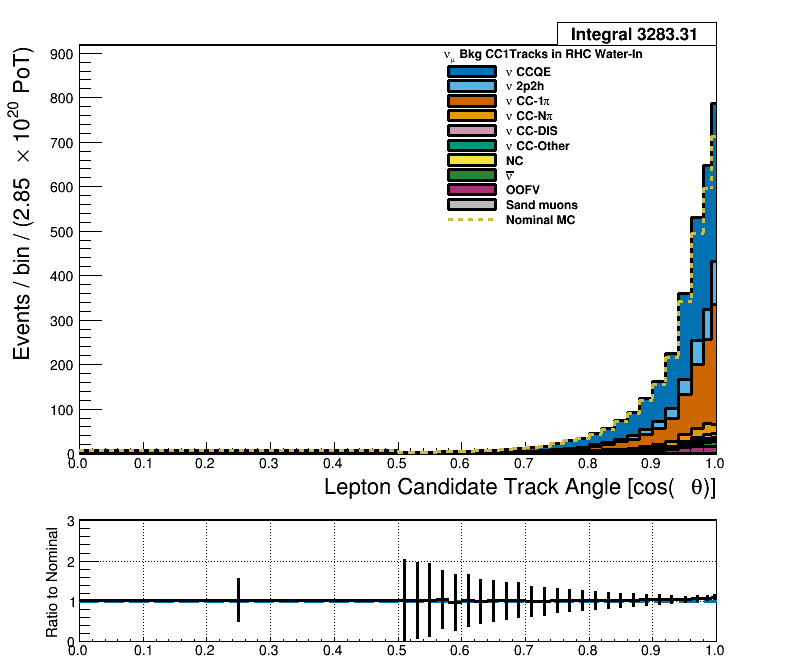 Integral 3283.31
ν_μ Bkg CC1Tracks in RHC Water-In
ν CCQE
ν 2p2h
ν CC-1π
ν CC-Nπ
ν CC-DIS
ν CC-Other
NC
ν̅
OOFV
Sand muons
Nominal MC
Events / bin / (2.85 × 10^20 PoT)
900
800
700
600
500
400
300
200
100
0
0.0 0.1 0.2 0.3 0.4 0.5 0.6 0.7 0.8 0.9 1.0
Lepton Candidate Track Angle [cos( θ)]
Ratio to Nominal
3
2
1
0
0.0 0.1 0.2 0.3 0.4 0.5 0.6 0.7 0.8 0.9 1.0